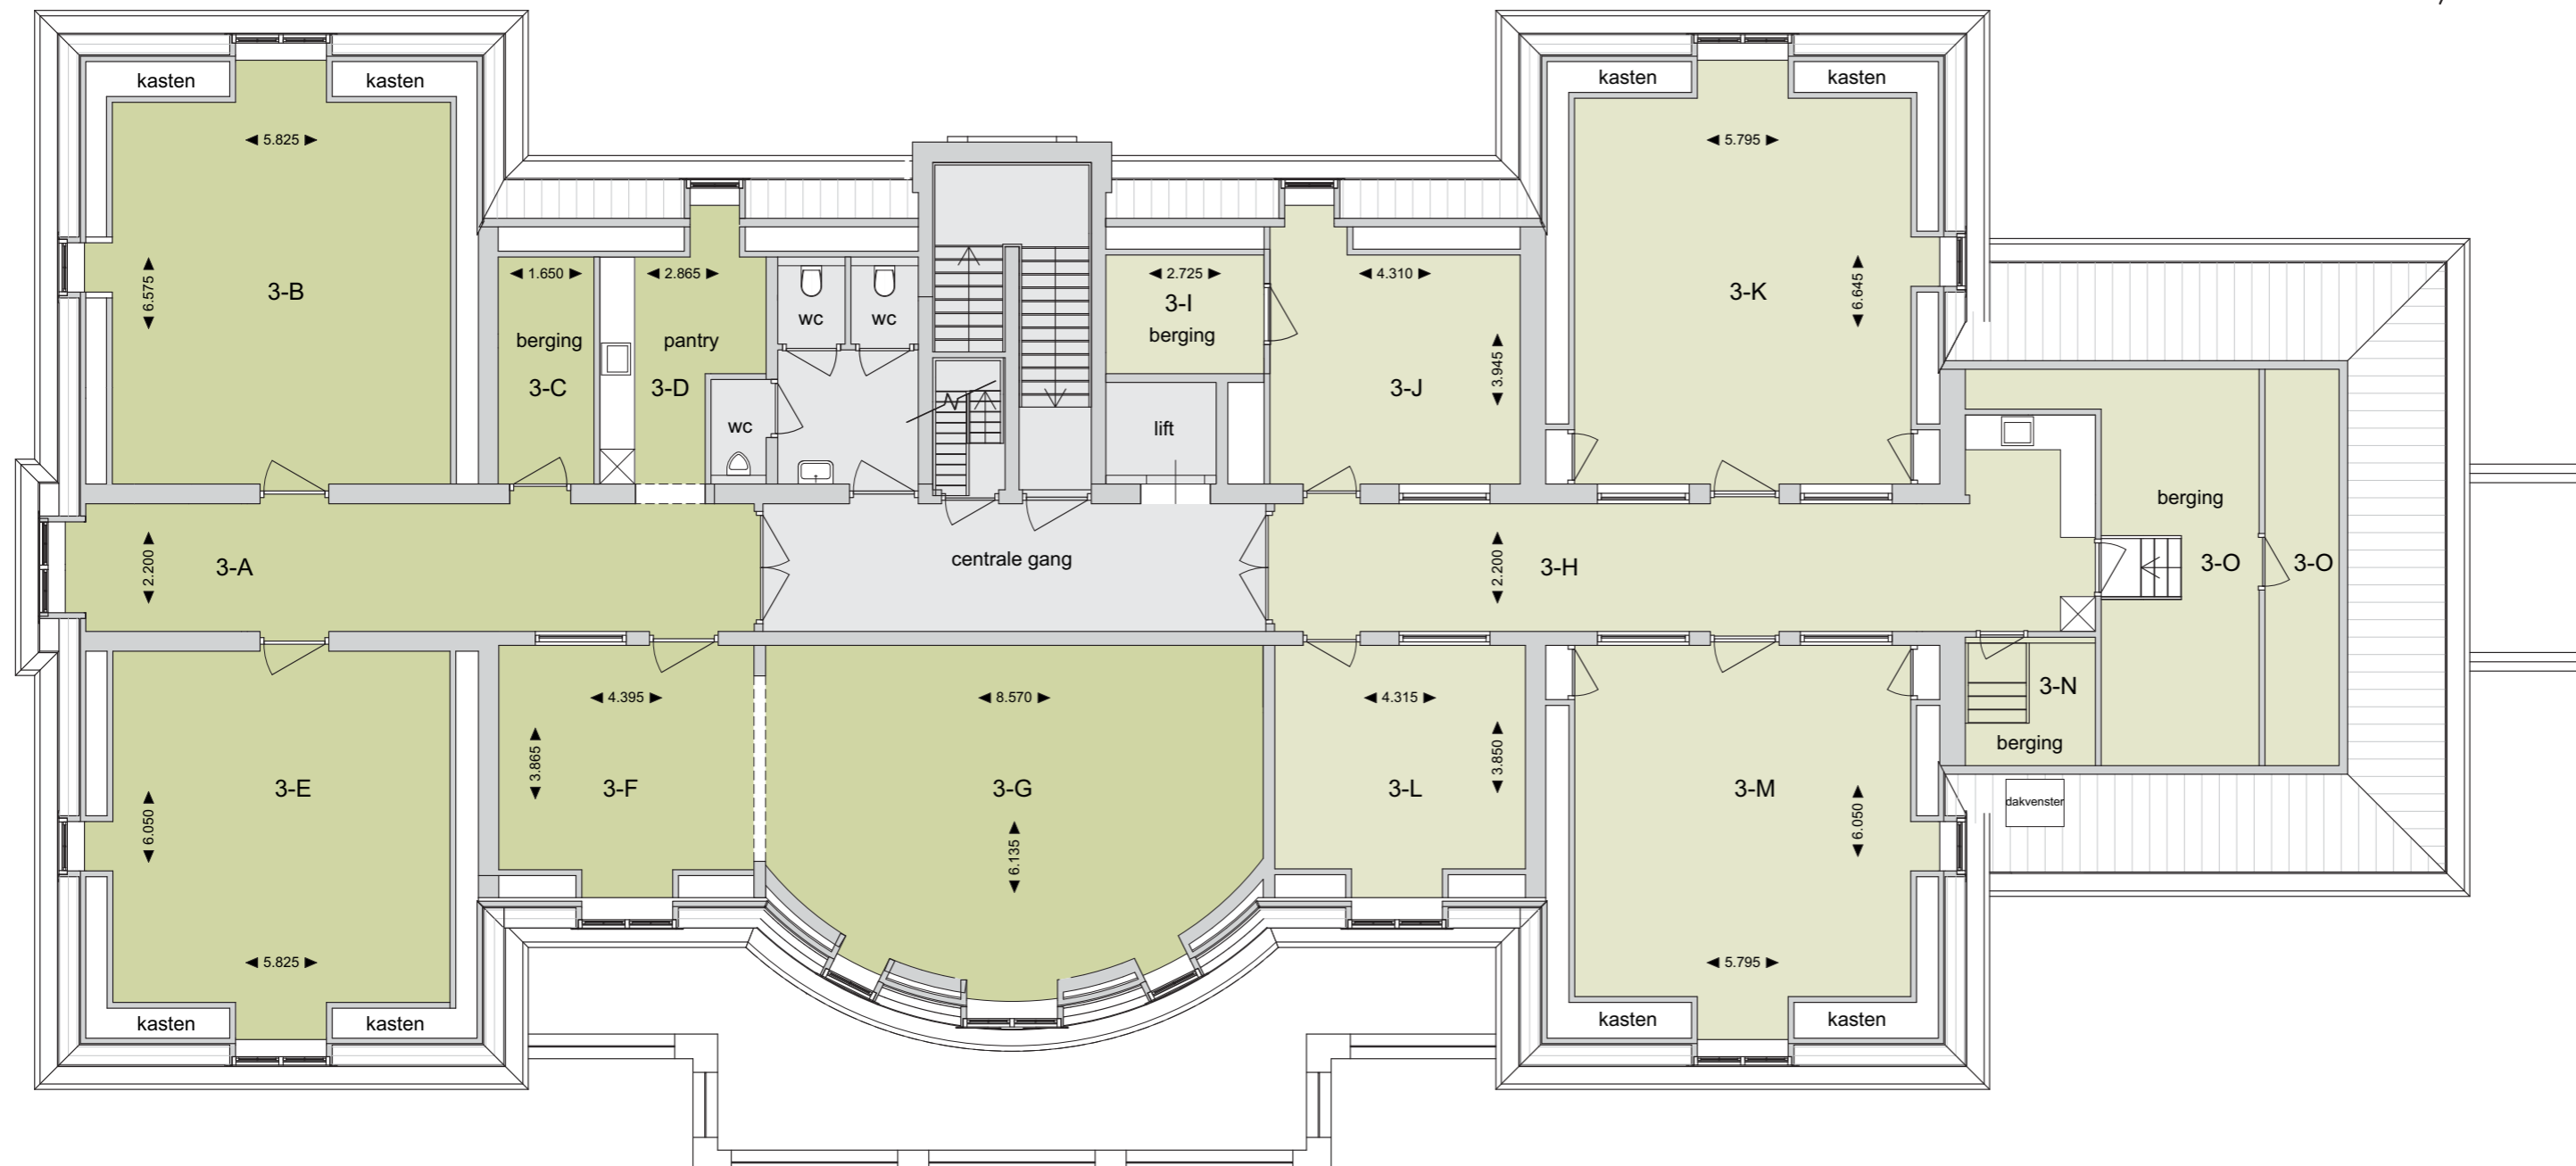 kasten
kasten
kasten
kasten
◄ 5.825 ►
◄ 5.795 ►
6.575
3-B
◄ 1.650 ►
berging
3-C
◄ 2.865 ►
pantry
3-D
wc
wc
wc
◄ 2.725 ►
3-I
berging
lift
◄ 4.310 ►
3.945
3-J
3-K
6.645
2.200
3-A
centrale gang
2.200
3-H
berging
3-O
3-O
3-E
6.050
◄ 5.825 ►
kasten
kasten
◄ 4.395 ►
3.865
3-F
◄ 8.570 ►
3-G
6.135
◄ 4.315 ►
3.850
3-L
3-M
6.050
◄ 5.795 ►
kasten
kasten
3-N
berging
dakvenster